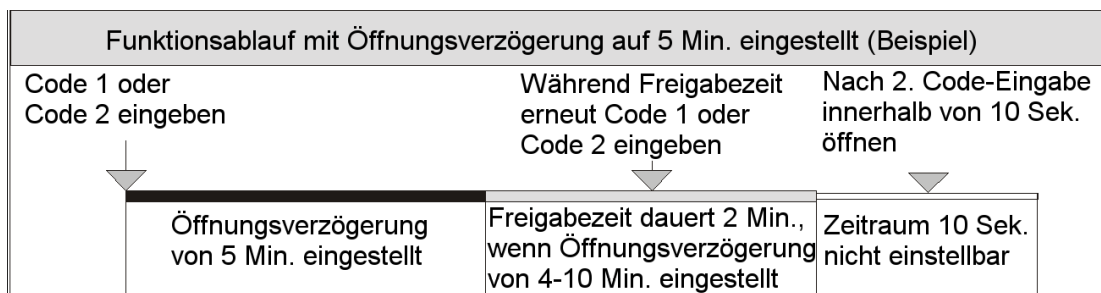 Funktionsablauf mit Öffnungsverzögerung auf 5 Min. eingestellt (Beispiel)
Code 1 oder
Code 2 eingeben
Während Freigabezeit
erneut Code 1 oder
Code 2 eingeben
Nach 2. Code-Eingabe
innerhalb von 10 Sek.
öffnen
Öffnungsverzögerung
von 5 Min. eingestellt
Freigabezeit dauert 2 Min.,
wenn Öffnungsverzögerung
von 4-10 Min. eingestellt
Zeitraum 10 Sek.
nicht einstellbar